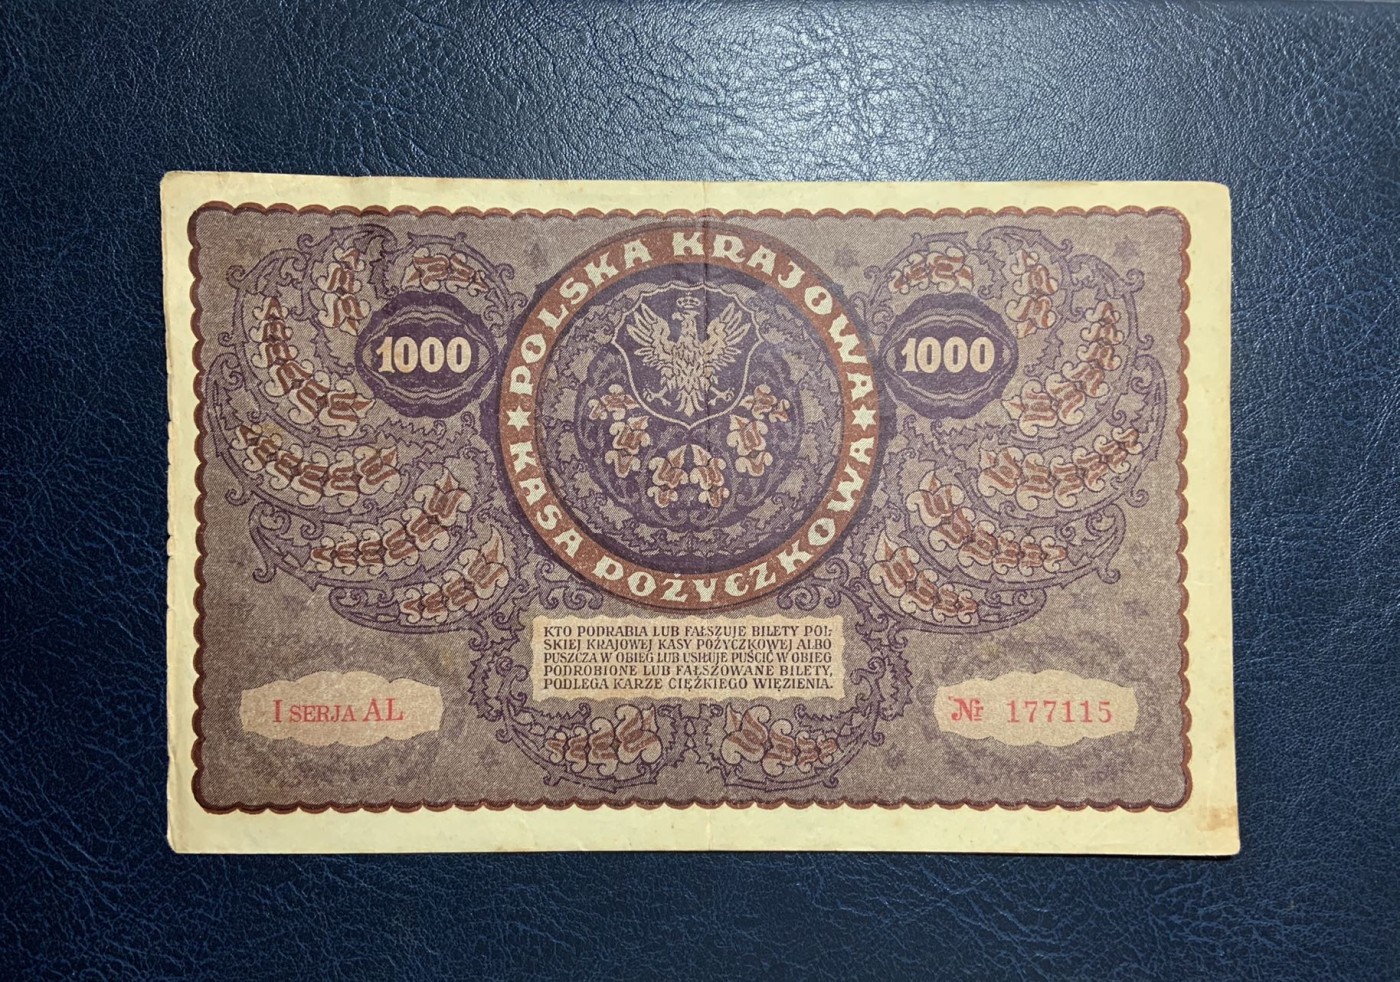 POLSKA KRAJOWA
KASA POŻYCZKOWA
1000
1000
KTO PODRABIA LUB FAŁSZUJE BILETY POL-
SKIEJ KRAJOWEJ KASY POŻYCZKOWEJ ALBO
PUSZCZA W OBIEG LUB USIŁUJE PUŚCIĆ W OBIEG
PODROBIONE LUB FAŁSZOWANE BILETY,
PODLEGA KARZE CIĘŻKIEGO WIĘZIENIA.
I SERJA AL
№ 177115